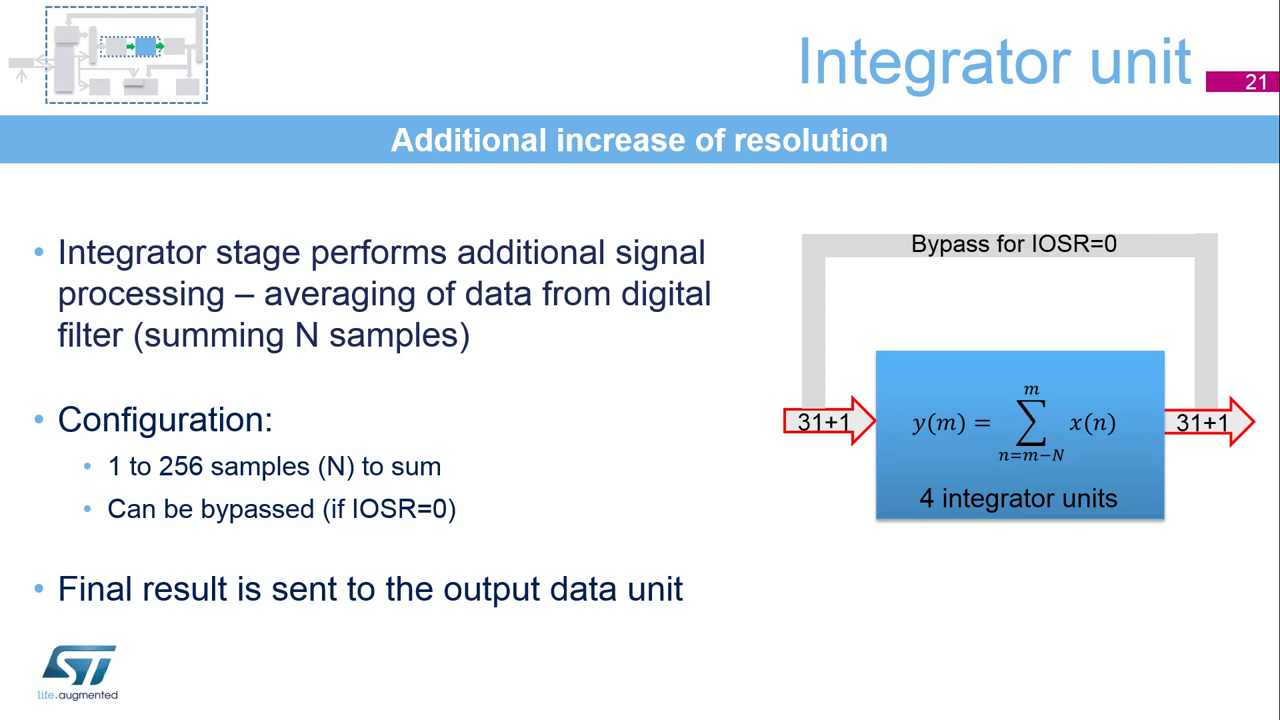 Integrator unit
21
Additional increase of resolution
• Integrator stage performs additional signal
processing – averaging of data from digital
filter (summing N samples)
• Configuration:
• 1 to 256 samples (N) to sum
• Can be bypassed (if IOSR=0)
• Final result is sent to the output data unit
Bypass for IOSR=0
31+1
y(m) = ∑ x(n)
m
n=m−N
4 integrator units
31+1
ST
life.augmented